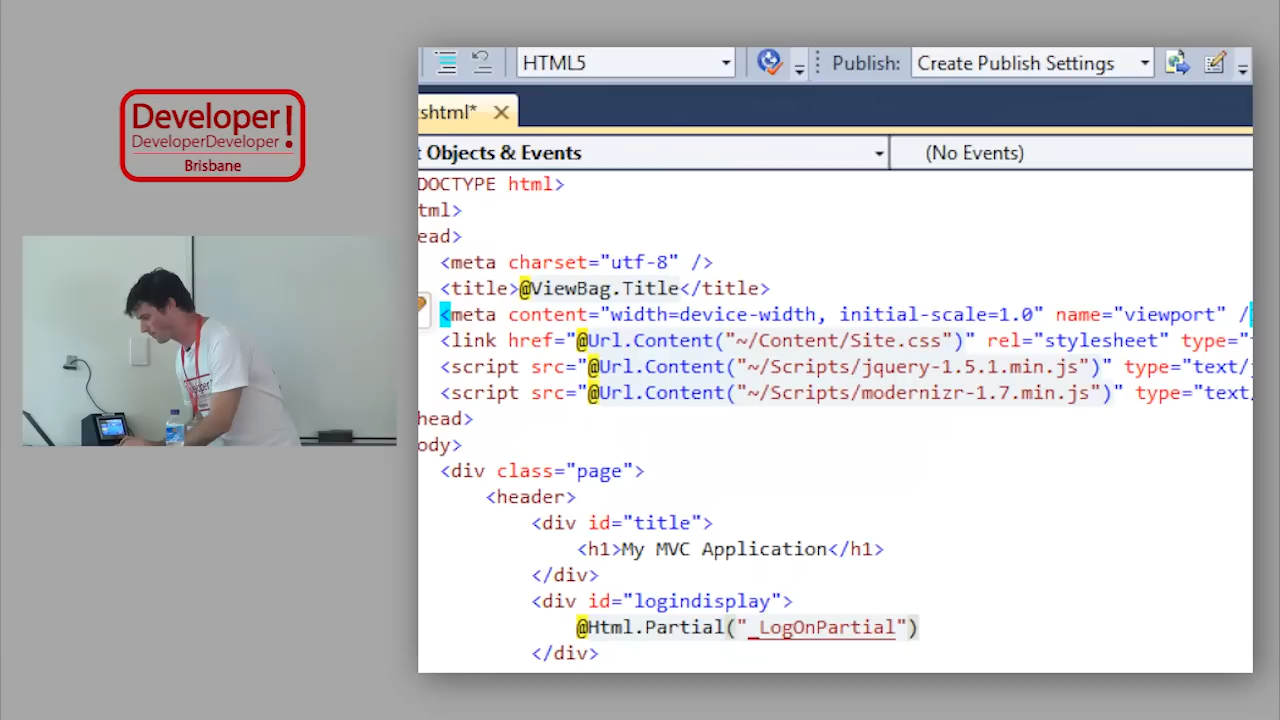 Developer!
DeveloperDeveloper
Brisbane
HTML5
Publish:
Create Publish Settings
shtml*
t Objects & Events
(No Events)
DOCTYPE html>
tml>
ead>
<meta charset="utf-8" />
<title>@ViewBag.Title</title>
<meta content="width=device-width, initial-scale=1.0" name="viewport" /
<link href="@Url.Content("~/Content/Site.css")" rel="stylesheet" type="
<script src="@Url.Content("~/Scripts/jquery-1.5.1.min.js")" type="text/
<script src="@Url.Content("~/Scripts/modernizr-1.7.min.js")" type="text
head>
ody>
<div class="page">
<header>
<div id="title">
<h1>My MVC Application</h1>
</div>
<div id="logindisplay">
@Html.Partial("_LogOnPartial")
</div>